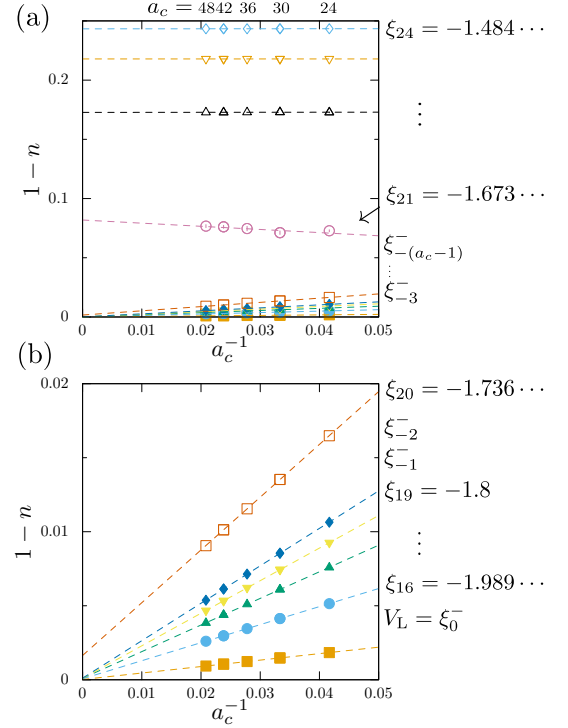 (a)
a_c = 48 42 36 30 24
ξ_24 = −1.484···
0.2
⋮
1 − n
0.1
ξ_21 = −1.673···
ξ^-_{-(a_c-1)}
⋮
ξ^-_{-3}
0
0 0.01 0.02 0.03 0.04 0.05
a_c^{-1}
(b)
0.02
ξ_20 = −1.736···
ξ^-_{-2}
ξ^-_{-1}
ξ_19 = −1.8
0.01
1 − n
⋮
ξ_16 = −1.989···
V_L = ξ^-_0
0
0 0.01 0.02 0.03 0.04 0.05
a_c^{-1}